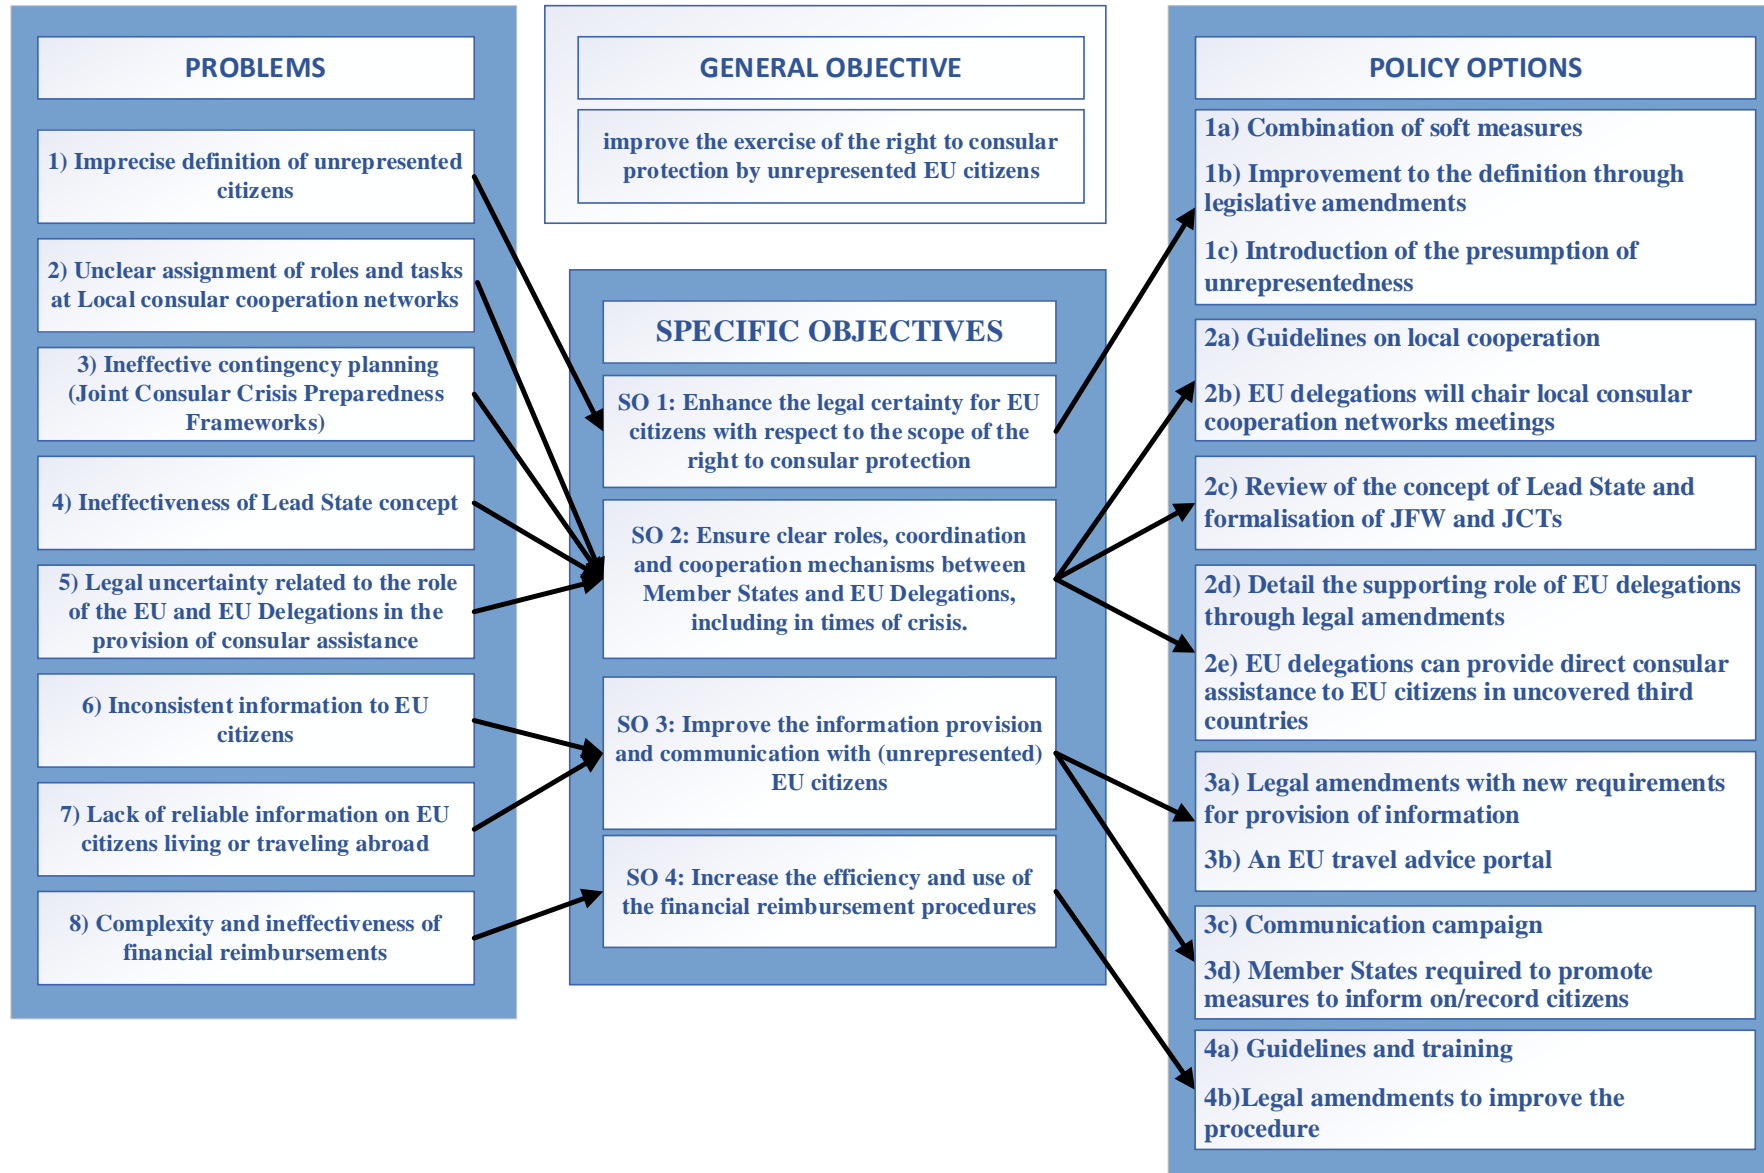 PROBLEMS
1) Imprecise definition of unrepresented
citizens
2) Unclear assignment of roles and tasks
at Local consular cooperation networks
3) Ineffective contingency planning
(Joint Consular Crisis Preparedness
Frameworks)
4) Ineffectiveness of Lead State concept
5) Legal uncertainty related to the role
of the EU and EU Delegations in the
provision of consular assistance
6) Inconsistent information to EU
citizens
7) Lack of reliable information on EU
citizens living or traveling abroad
8) Complexity and ineffectiveness of
financial reimbursements
GENERAL OBJECTIVE
improve the exercise of the right to consular
protection by unrepresented EU citizens
SPECIFIC OBJECTIVES
SO 1: Enhance the legal certainty for EU
citizens with respect to the scope of the
right to consular protection
SO 2: Ensure clear roles, coordination
and cooperation mechanisms between
Member States and EU Delegations,
including in times of crisis.
SO 3: Improve the information provision
and communication with (unrepresented)
EU citizens
SO 4: Increase the efficiency and use of
the financial reimbursement procedures
POLICY OPTIONS
1a) Combination of soft measures
1b) Improvement to the definition through
legislative amendments
1c) Introduction of the presumption of
unrepresentedness
2a) Guidelines on local cooperation
2b) EU delegations will chair local consular
cooperation networks meetings
2c) Review of the concept of Lead State and
formalisation of JFW and JCTs
2d) Detail the supporting role of EU delegations
through legal amendments
2e) EU delegations can provide direct consular
assistance to EU citizens in uncovered third
countries
3a) Legal amendments with new requirements
for provision of information
3b) An EU travel advice portal
3c) Communication campaign
3d) Member States required to promote
measures to inform on/record citizens
4a) Guidelines and training
4b)Legal amendments to improve the
procedure